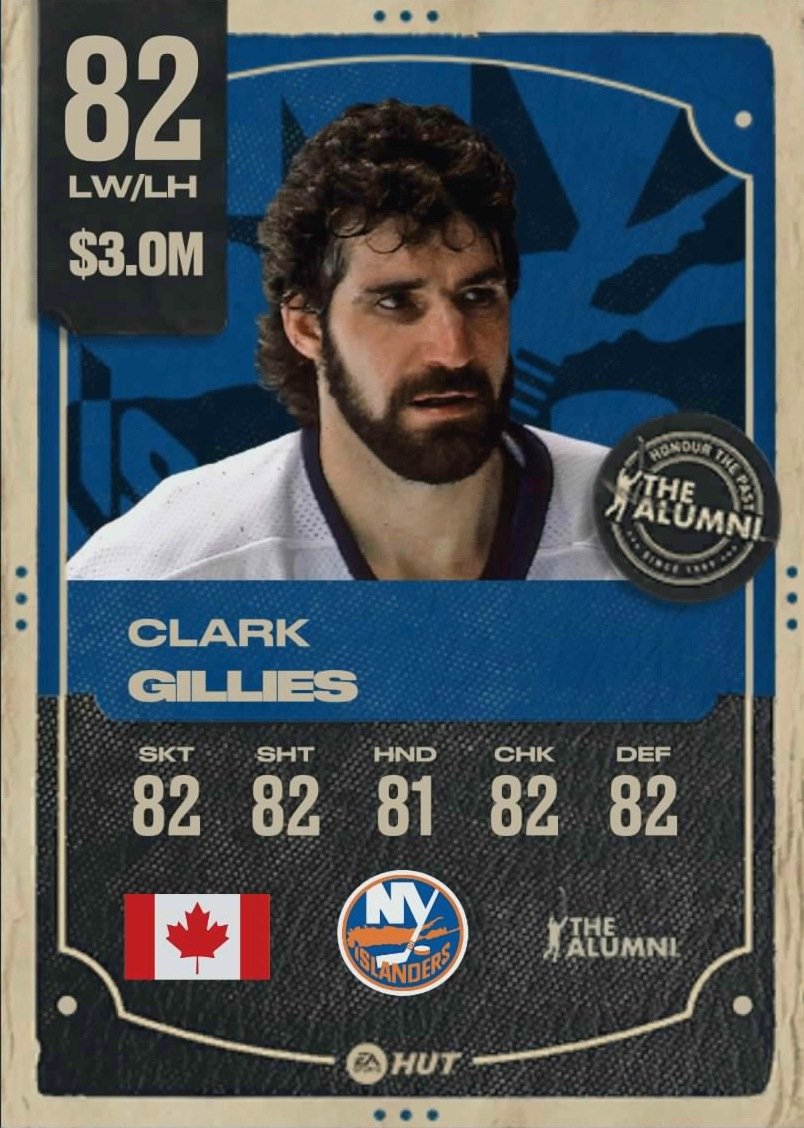 82
LW/LH
$3.0M
HONOUR THE PAST
THE
ALUMNI
CLARK
GILLIES
SKT SHT HND CHK DEF
82 82 81 82 82
NY
ISLANDERS
THE
ALUMNI
EA
HUT